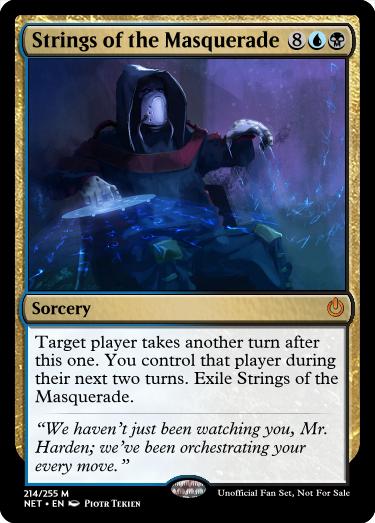 Strings of the Masquerade 8
Sorcery
Target player takes another turn after
this one. You control that player during
their next two turns. Exile Strings of the
Masquerade.
“We haven’t just been watching you, Mr.
Harden; we’ve been orchestrating your
every move.”
214/255 M
NET • EN Piotr Tekien
Unofficial Fan Set, Not For Sale